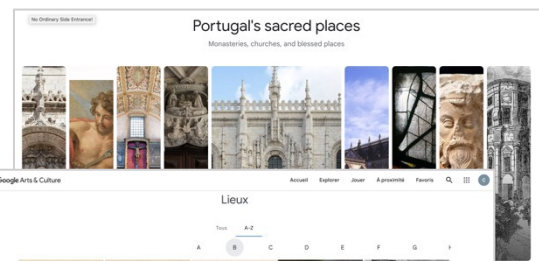 No Ordinary Side Entrance!
Portugal's sacred places
Monasteries, churches, and blessed places
Google Arts & Culture
Accueil Explorer Jouer À proximité Favoris
Lieux
Tous A-Z
A B C D E F G H